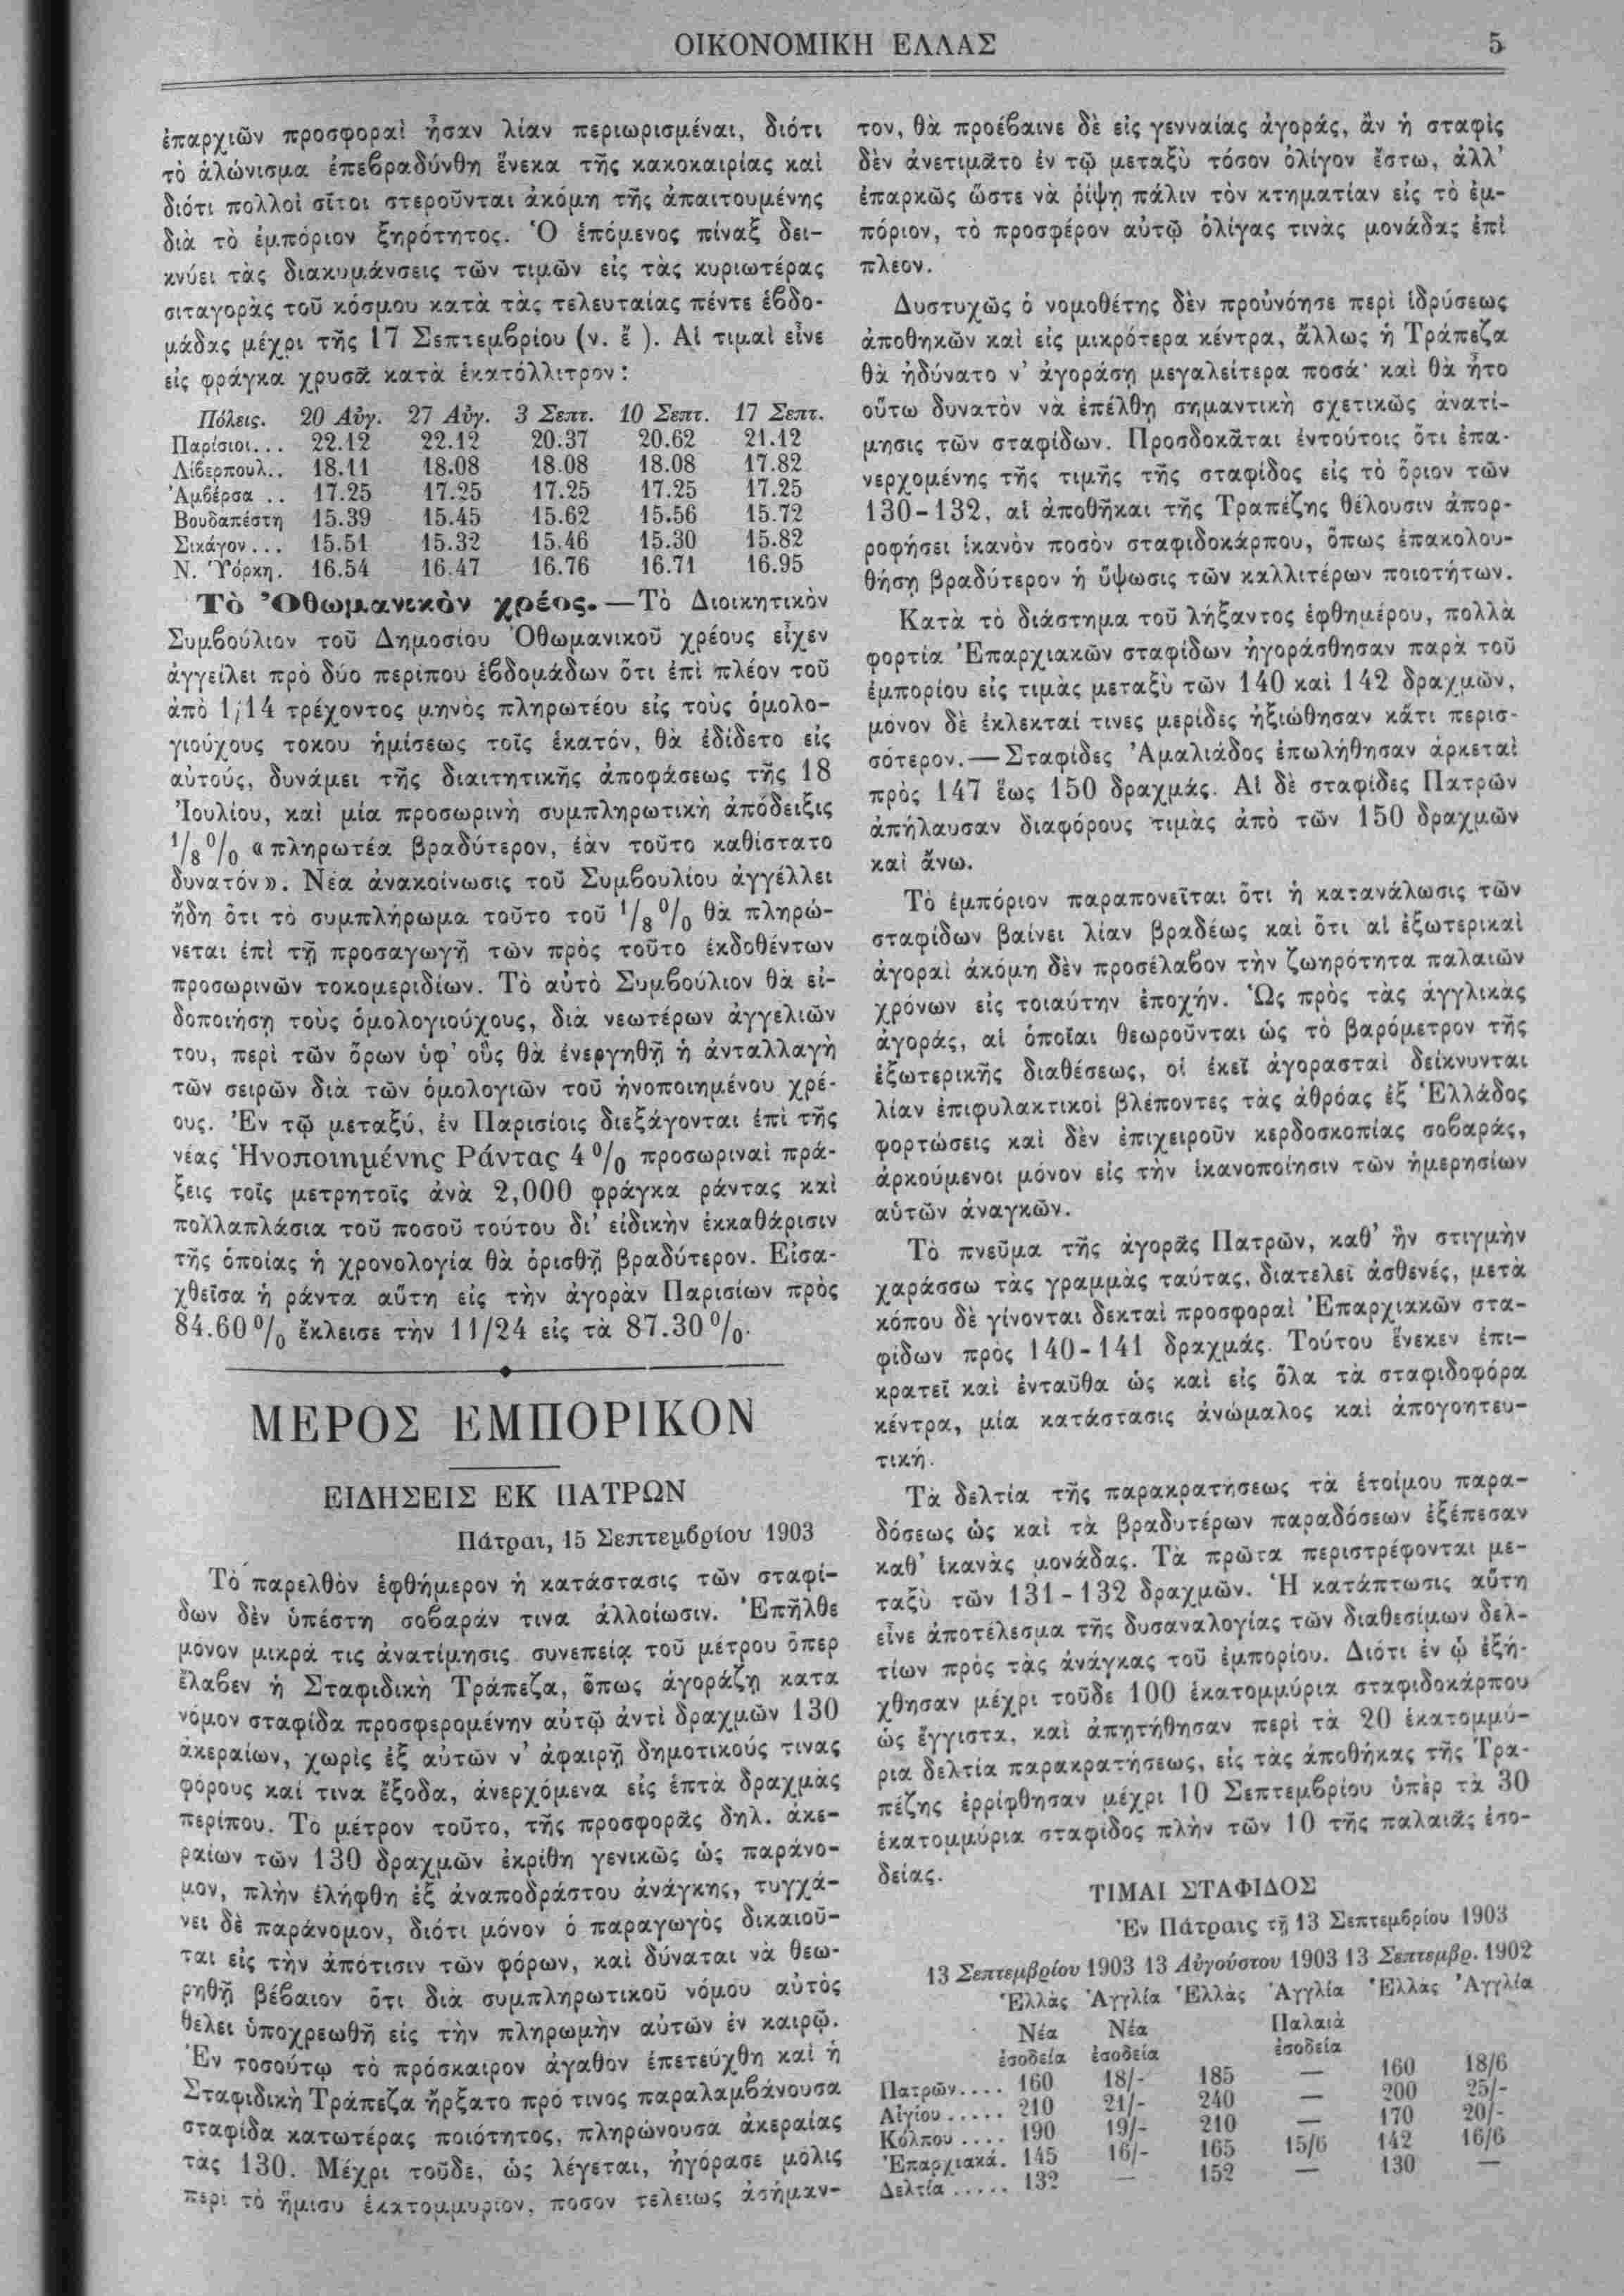 ΟΙΚΟΝΟΜΙΚΗ ΕΛΛΑΣ 5
ἐπαρχιῶν προσφοραὶ ἦσαν λίαν περιωρισμέναι, διότι
τὸ ἁλώνισμα ἐπεβραδύνθη ἕνεκα τῆς κακοκαιρίας καὶ
διότι πολλοὶ σῖτοι στεροῦνται ἀκόμη τῆς ἀπαιτουμένης
διὰ τὸ ἐμπόριον ξηρότητος. Ὁ ἑπόμενος πίναξ δει-
κνύει τὰς διακυμάνσεις τῶν τιμῶν εἰς τὰς κυριωτέρας
σιταγορὰς τοῦ κόσμου κατὰ τὰς τελευταίας πέντε ἑβδο-
μάδας μέχρι τῆς 17 Σεπτεμβρίου (ν. ἔ ). Αἱ τιμαὶ εἶνε
εἰς φράγκα χρυσᾶ κατὰ ἑκατόλλιτρον:
Πόλεις. 20 Αὐγ. 27 Αὐγ. 3 Σεπτ. 10 Σεπτ. 17 Σεπτ.
Παρίσιοι... 22.12 22.12 20.37 20.62 21.12
Λίβερπουλ.. 18.11 18.08 18.08 18.08 17.82
Ἀμβέρσα .. 17.25 17.25 17.25 17.25 17.25
Βουδαπέστη 15.39 15.45 15.62 15.56 15.72
Σικάγον... 15.51 15.32 15.46 15.30 15.82
Ν. Ὑόρκη. 16.54 16.47 16.76 16.71 16.95
Τὸ Ὀθωμανικὸν χρέος.—Τὸ Διοικητικὸν
Συμβούλιον τοῦ Δημοσίου Ὀθωμανικοῦ χρέους εἶχεν
ἀγγείλει πρὸ δύο περίπου ἑβδομάδων ὅτι ἐπὶ πλέον τοῦ
ἀπὸ 1/14 τρέχοντος μηνὸς πληρωτέου εἰς τοὺς ὁμολο-
γιούχους τοκου ἡμίσεως τοῖς ἑκατόν, θὰ ἐδίδετο εἰς
αὐτούς, δυνάμει τῆς διαιτητικῆς ἀποφάσεως τῆς 18
Ἰουλίου, καὶ μία προσωρινὴ συμπληρωτικὴ ἀπόδειξις
1/8 0/0 «πληρωτέα βραδύτερον, ἐὰν τοῦτο καθίστατο
δυνατόν». Νέα ἀνακοίνωσις τοῦ Συμβουλίου ἀγγέλλει
ἤδη ὅτι τὸ συμπλήρωμα τοῦτο τοῦ 1/8 0/0 θὰ πληρώ-
νεται ἐπὶ τῇ προσαγωγῇ τῶν πρὸς τοῦτο ἐκδοθέντων
προσωρινῶν τοκομεριδίων. Τὸ αὐτὸ Συμβούλιον θὰ εἰ-
δοποιήσῃ τοὺς ὁμολογιούχους, διὰ νεωτέρων ἀγγελιῶν
του, περὶ τῶν ὅρων ὑφ' οὓς θὰ ἐνεργηθῇ ἡ ἀνταλλαγὴ
τῶν σειρῶν διὰ τῶν ὁμολογιῶν τοῦ ἡνοποιημένου χρέ-
ους. Ἐν τῷ μεταξύ, ἐν Παρισίοις διεξάγονται ἐπὶ τῆς
νέας Ἡνοποιημένης Ράντας 4 0/0 προσωριναὶ πρά-
ξεις τοῖς μετρητοῖς ἀνὰ 2,000 φράγκα ράντας καὶ
πολλαπλάσια τοῦ ποσοῦ τούτου δι' εἰδικὴν ἐκκαθάρισιν
τῆς ὁποίας ἡ χρονολογία θὰ ὁρισθῇ βραδύτερον. Εἰσα-
χθεῖσα ἡ ράντα αὕτη εἰς τὴν ἀγορὰν Παρισίων πρὸς
84.60 0/0 ἔκλεισε τὴν 11/24 εἰς τὰ 87.30 0/0.
ΜΕΡΟΣ ΕΜΠΟΡΙΚΟΝ
ΕΙΔΗΣΕΙΣ ΕΚ ΠΑΤΡΩΝ
Πάτραι, 15 Σεπτεμβρίου 1903
Τὸ παρελθὸν ἑφθήμερον ἡ κατάστασις τῶν σταφί-
δων δὲν ὑπέστη σοβαράν τινα ἀλλοίωσιν. Ἐπῆλθε
μόνον μικρά τις ἀνατίμησις συνεπείᾳ τοῦ μέτρου ὅπερ
ἔλαβεν ἡ Σταφιδικὴ Τράπεζα, ὅπως ἀγοράζῃ κατα
νόμον σταφίδα προσφερομένην αὐτῷ ἀντὶ δραχμῶν 130
ἀκεραίων, χωρὶς ἐξ αὐτῶν ν' ἀφαιρῇ δημοτικούς τινας
φόρους καί τινα ἔξοδα, ἀνερχόμενα εἰς ἑπτὰ δραχμὰς
περίπου. Τὸ μέτρον τοῦτο, τῆς προσφορᾶς δηλ. ἀκε-
ραίων τῶν 130 δραχμῶν ἐκρίθη γενικῶς ὡς παράνο-
μον, πλὴν ἐλήφθη ἐξ ἀναποδράστου ἀνάγκης, τυγχά-
νει δὲ παράνομον, διότι μόνον ὁ παραγωγὸς δικαιοῦ-
ται εἰς τὴν ἀπότισιν τῶν φόρων, καὶ δύναται νὰ θεω-
ρηθῇ βέβαιον ὅτι διὰ συμπληρωτικοῦ νόμου αὐτὸς
θέλει ὑποχρεωθῆ εἰς τὴν πληρωμὴν αὐτῶν ἐν καιρῷ.
Ἐν τοσούτῳ τὸ πρόσκαιρον ἀγαθὸν ἐπετεύχθη καὶ ἡ
Σταφιδικὴ Τράπεζα ἤρξατο πρό τινος παραλαμβάνουσα
σταφίδα κατωτέρας ποιότητος, πληρώνουσα ἀκεραίας
τὰς 130. Μέχρι τοῦδε, ὡς λέγεται, ἠγόρασε μόλις
περὶ τὸ ἥμισυ ἑκατομμυριον, ποσον τελειως ἀσήμαν-
τον, θὰ προέβαινε δὲ εἰς γενναίας ἀγοράς, ἂν ἡ σταφὶς
δὲν ἀνετιμᾶτο ἐν τῷ μεταξὺ τόσον ὀλίγον ἔστω, ἀλλ'
ἐπαρκῶς ὥστε νὰ ῥίψῃ πάλιν τὸν κτηματίαν εἰς τὸ ἐμ-
πόριον, τὸ προσφέρον αὐτῷ ὀλίγας τινὰς μονάδας ἐπὶ
πλεον.
Δυστυχῶς ὁ νομοθέτης δὲν προὐνόησε περὶ ἱδρύσεως
ἀποθηκῶν καὶ εἰς μικρότερα κέντρα, ἄλλως ἡ Τράπεζα
θὰ ἠδύνατο ν' ἀγοράσῃ μεγαλείτερα ποσά· καὶ θὰ ἦτο
οὕτω δυνατὸν νὰ ἐπέλθῃ σημαντικὴ σχετικῶς ἀνατί-
μησις τῶν σταφίδων. Προσδοκᾶται ἐντούτοις ὅτι ἐπα-
νερχομένης τῆς τιμῆς τῆς σταφίδος εἰς τὸ ὅριον τῶν
130-132, αἱ ἀποθῆκαι τῆς Τραπέζης θέλουσιν ἀπορ-
ροφήσει ἱκανὸν ποσὸν σταφιδοκάρπου, ὅπως ἐπακολου-
θήσῃ βραδύτερον ἡ ὕψωσις τῶν καλλιτέρων ποιοτήτων.
Κατὰ τὸ διάστημα τοῦ λήξαντος ἑφθημέρου, πολλὰ
φορτία Ἐπαρχιακῶν σταφίδων ἠγοράσθησαν παρὰ τοῦ
ἐμπορίου εἰς τιμὰς μεταξὺ τῶν 140 καὶ 142 δραχμῶν,
μόνον δὲ ἐκλεκταί τινες μερίδες ἠξιώθησαν κἄτι περισ-
σότερον.—Σταφίδες Ἀμαλιάδος ἐπωλήθησαν ἀρκεταὶ
πρὸς 147 ἕως 150 δραχμάς. Αἱ δὲ σταφίδες Πατρῶν
ἀπήλαυσαν διαφόρους τιμὰς ἀπὸ τῶν 150 δραχμῶν
καὶ ἄνω.
Τὸ ἐμπόριον παραπονεῖται ὅτι ἡ κατανάλωσις τῶν
σταφίδων βαίνει λίαν βραδέως καὶ ὅτι αἱ ἐξωτερικαὶ
ἀγοραὶ ἀκόμη δὲν προσέλαβον τὴν ζωηρότητα παλαιῶν
χρόνων εἰς τοιαύτην ἐποχήν. Ὡς πρὸς τὰς ἀγγλικὰς
ἀγοράς, αἱ ὁποῖαι θεωροῦνται ὡς τὸ βαρόμετρον τῆς
ἐξωτερικῆς διαθέσεως, οἱ ἐκεῖ ἀγορασταὶ δείκνυνται
λίαν ἐπιφυλακτικοὶ βλέποντες τὰς ἀθρόας ἐξ Ἑλλάδος
φορτώσεις καὶ δὲν ἐπιχειροῦν κερδοσκοπίας σοβαράς,
ἀρκούμενοι μόνον εἰς τὴν ἱκανοποίησιν τῶν ἡμερησίων
αὑτῶν ἀναγκῶν.
Τὸ πνεῦμα τῆς ἀγορᾶς Πατρῶν, καθ' ἣν στιγμὴν
χαράσσω τὰς γραμμὰς ταύτας, διατελεῖ ἀσθενές, μετὰ
κόπου δὲ γίνονται δεκταὶ προσφοραὶ Ἐπαρχιακῶν στα-
φίδων πρὸς 140-141 δραχμάς. Τούτου ἕνεκεν ἐπι-
κρατεῖ καὶ ἐνταῦθα ὡς καὶ εἰς ὅλα τὰ σταφιδοφόρα
κέντρα, μία κατάστασις ἀνώμαλος καὶ ἀπογοητευ-
τική.
Τὰ δελτία τῆς παρακρατήσεως τὰ ἑτοίμου παρα-
δόσεως ὡς καὶ τὰ βραδυτέρων παραδόσεων ἐξέπεσαν
καθ' ἱκανὰς μονάδας. Τὰ πρῶτα περιστρέφονται με-
ταξὺ τῶν 131-132 δραχμῶν. Ἡ κατάπτωσις αὕτη
εἶνε ἀποτέλεσμα τῆς δυσαναλογίας τῶν διαθεσίμων δελ-
τίων πρὸς τὰς ἀνάγκας τοῦ ἐμπορίου. Διότι ἐν ᾧ ἐξή-
χθησαν μέχρι τοῦδε 100 ἑκατομμύρια σταφιδοκάρπου
ὡς ἔγγιστα, καὶ ἀπῃτήθησαν περὶ τὰ 20 ἑκατομμύ-
ρια δελτία παρακρατήσεως, εἰς τὰς ἀποθήκας τῆς Τρα-
πέζης ἐρρίφθησαν μέχρι 10 Σεπτεμβρίου ὑπὲρ τὰ 30
ἑκατομμύρια σταφίδος πλὴν τῶν 10 τῆς παλαιᾶς ἐσο-
δείας.
ΤΙΜΑΙ ΣΤΑΦΙΔΟΣ
Ἐν Πάτραις τῇ 13 Σεπτεμβρίου 1903
13 Σεπτεμβρίου 1903 13 Αὐγούστου 1903 13 Σεπτεμβρ. 1902
Ἑλλὰς Ἀγγλία Ἑλλὰς Ἀγγλία Ἑλλὰς Ἀγγλία
Νέα Νέα Παλαιὰ
ἐσοδεία ἐσοδεία ἐσοδεία
Πατρῶν.... 160 18/- 185 — 160 18/6
Αἰγίου..... 210 21/- 240 — 200 25/-
Κόλπου.... 190 19/- 210 — 170 20/-
Ἐπαρχιακά. 145 16/- 165 15/6 142 16/6
Δελτία..... 132 — 152 — 130 —